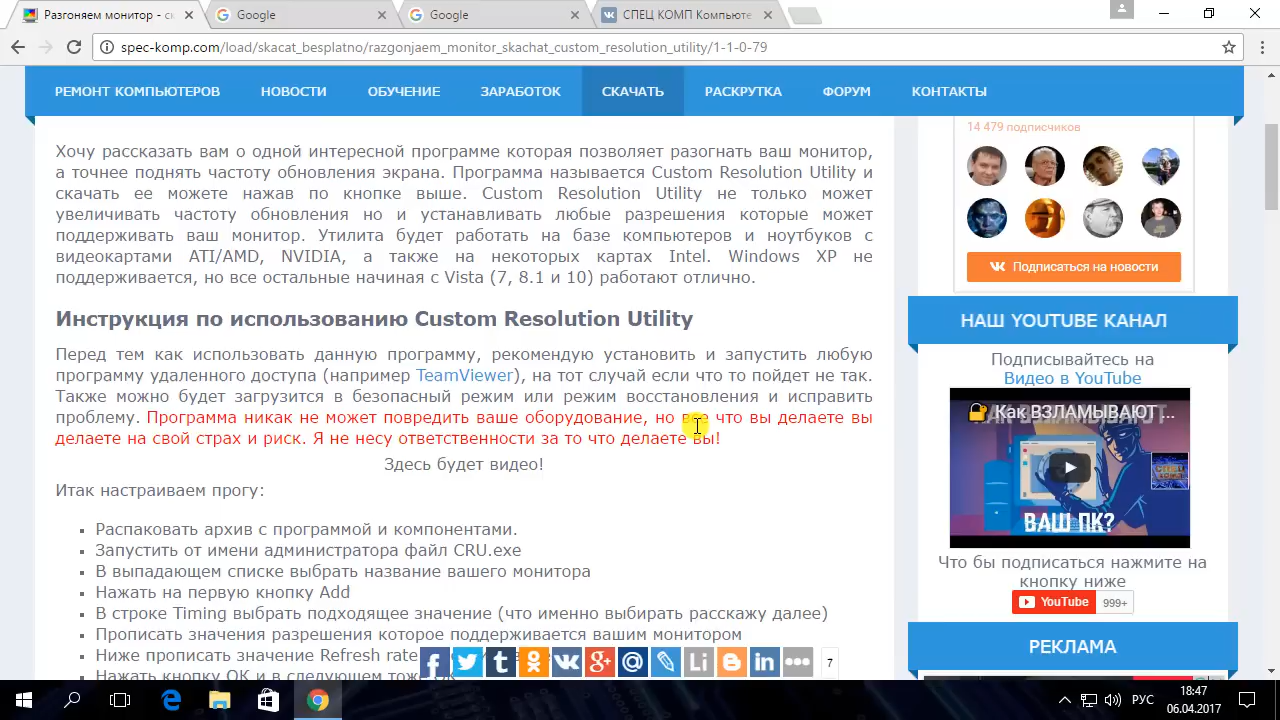 Разгоняем монитор - ск
Google
Google
СПЕЦ КОМП Компьюте
spec-komp.com/load/skacat_besplatno/razgonjaem_monitor_skachat_custom_resolution_utility/1-1-0-79
РЕМОНТ КОМПЬЮТЕРОВ НОВОСТИ ОБУЧЕНИЕ ЗАРАБОТОК СКАЧАТЬ РАСКРУТКА ФОРУМ КОНТАКТЫ
Хочу рассказать вам о одной интересной программе которая позволяет разогнать ваш монитор,
а точнее поднять частоту обновления экрана. Программа называется Custom Resolution Utility и
скачать ее можете нажав по кнопке выше. Custom Resolution Utility не только может
увеличивать частоту обновления но и устанавливать любые разрешения которые может
поддерживать ваш монитор. Утилита будет работать на базе компьютеров и ноутбуков с
видеокартами ATI/AMD, NVIDIA, а также на некоторых картах Intel. Windows XP не
поддерживается, но все остальные начиная с Vista (7, 8.1 и 10) работают отлично.
Инструкция по использованию Custom Resolution Utility
Перед тем как использовать данную программу, рекомендую установить и запустить любую
программу удаленного доступа (например TeamViewer), на тот случай если что то пойдет не так.
Также можно будет загрузится в безопасный режим или режим восстановления и исправить
проблему. Программа никак не может повредить ваше оборудование, но все что вы делаете вы
делаете на свой страх и риск. Я не несу ответственности за то что делаете вы!
Здесь будет видео!
Итак настраиваем прогу:
Распаковать архив с программой и компонентами.
Запустить от имени администратора файл CRU.exe
В выпадающем списке выбрать название вашего монитора
Нажать на первую кнопку Add
В строке Timing выбрать подходящее значение (что именно выбирать расскажу далее)
Прописать значения разрешения которое поддерживается вашим монитором
Ниже прописать значение Refresh rate
Нажать кнопку ОК и в следующем тоже ОК
7
14 479 подписчиков
Подписаться на новости
НАШ YOUTUBE КАНАЛ
Подписывайтесь на
Видео в YouTube
Как ВЗЛАМЫВАЮТ ...
ВАШ ПК?
Что бы подписаться нажмите на
кнопку ниже
YouTube 999+
РЕКЛАМА
РУС
18:47
06.04.2017